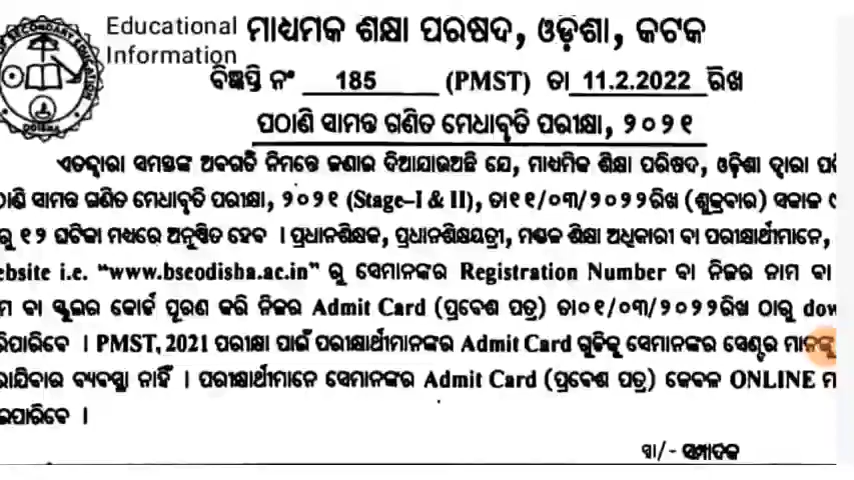 Educational
Information
ମାଧ୍ୟମିକ ଶିକ୍ଷା ପରିଷଦ, ଓଡ଼ିଶା, କଟକ
ବିଜ୍ଞପ୍ତି ନଂ 185 (PMST) ତା 11.2.2022 ରିଖ
ପଠାଣି ସାମନ୍ତ ଗଣିତ ମେଧାବୃତି ପରୀକ୍ଷା, ୨୦୨୧
ଏତଦ୍ଵାରା ସମସ୍ତଙ୍କ ଅବଗତି ନିମନ୍ତେ ଜଣାଇ ଦିଆଯାଉଅଛି ଯେ, ମାଧ୍ୟମିକ ଶିକ୍ଷା ପରିଷଦ, ଓଡ଼ିଶା ଦ୍ଵାରା
ସାମନ୍ତ ଗଣିତ ମେଧାବୃତି ପରୀକ୍ଷା, ୨୦୨୧ (Stage–I & II), ତା୧୧/୦୩/୨୦୨୨ରିଖ (ଶୁକ୍ରବାର) ସକାଳ
୧୨ ଘଟିକା ମଧ୍ୟରେ ଅନୁଷ୍ଠିତ ହେବ । ପ୍ରଧାନଶିକ୍ଷକ, ପ୍ରଧାନଶିକ୍ଷୟତ୍ରୀ, ମଣ୍ଡଳ ଶିକ୍ଷା ଅଧିକାରୀ ବା ପରୀକ୍ଷାର୍ଥୀମାନେ,
ebsite i.e. “www.bseodisha.ac.in” ରୁ ସେମାନଙ୍କର Registration Number ବା ନିଜର ନାମ ବା
ବା ସ୍କୁଲର କୋର୍ଡ ପୂରଣ କରି ନିଜର Admit Card (ପ୍ରବେଶ ପତ୍ର) ତା୦୧/୦୩/୨୦୨୨ରିଖ ଠାରୁ dow
ରିପାରିବେ । PMST, 2021 ପରୀକ୍ଷା ପାଇଁ ପରୀକ୍ଷାର୍ଥୀମାନଙ୍କର Admit Card ଗୁଡିକୁ ସେମାନଙ୍କର ସେଣ୍ଟର ମାନଙ୍କୁ
ବ୍ୟବସ୍ଥା ନାହିଁ । ପରୀକ୍ଷାର୍ଥୀମାନେ ସେମାନଙ୍କର Admit Card (ପ୍ରବେଶ ପତ୍ର) କେବଳ ONLINE ମା
ଇପାରିବେ ।
ସ୍ଵା/- ସମ୍ପାଦକ